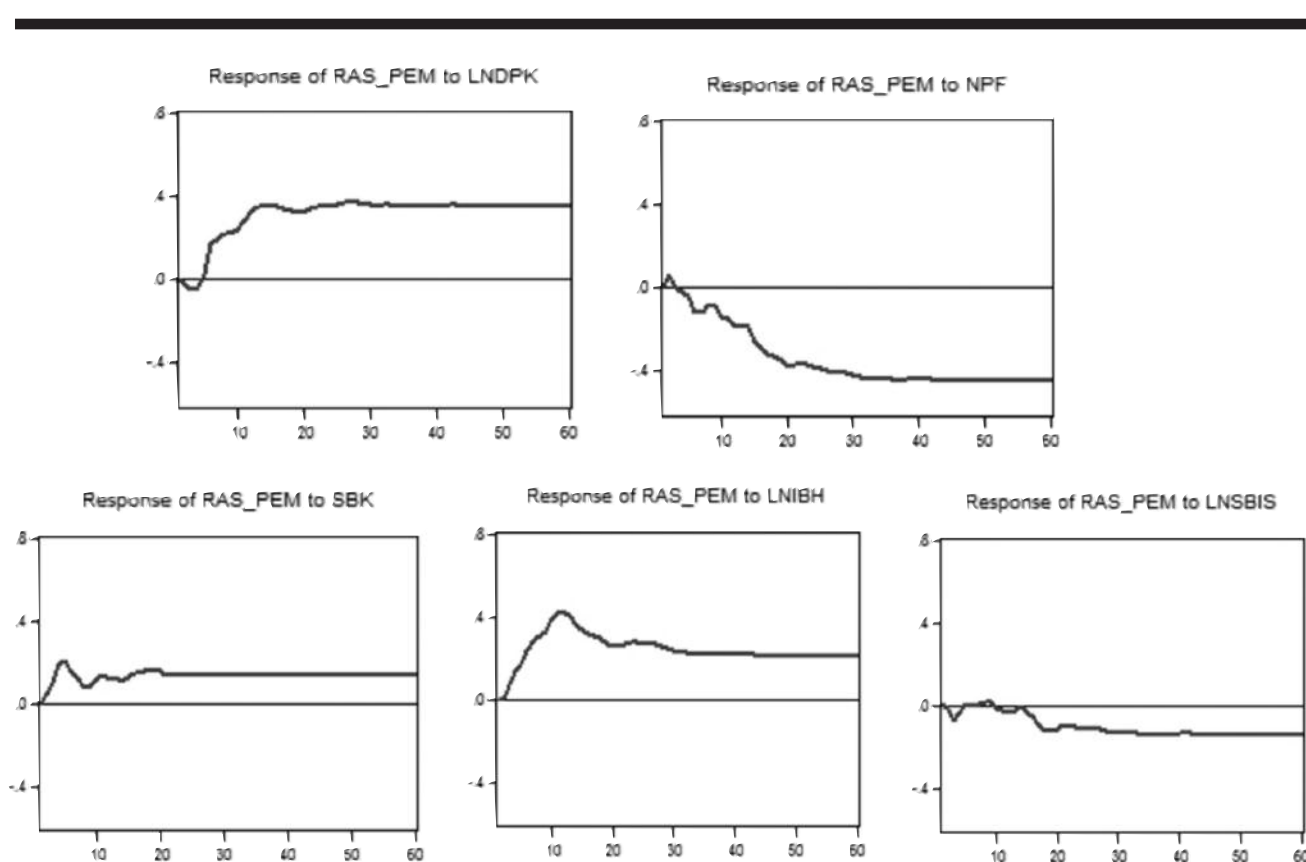 Response of RAS_PEM to LNDPK
.8
.4
.0
-.4
10 20 30 40 50 60
Response of RAS_PEM to NPF
.8
.4
.0
-.4
10 20 30 40 50 60
Response of RAS_PEM to SBK
.8
.4
.0
-.4
10 20 30 40 50 60
Response of RAS_PEM to LNIBH
.8
.4
.0
-.4
10 20 30 40 50 60
Response of RAS_PEM to LNSBIS
.8
.4
.0
-.4
10 20 30 40 50 60